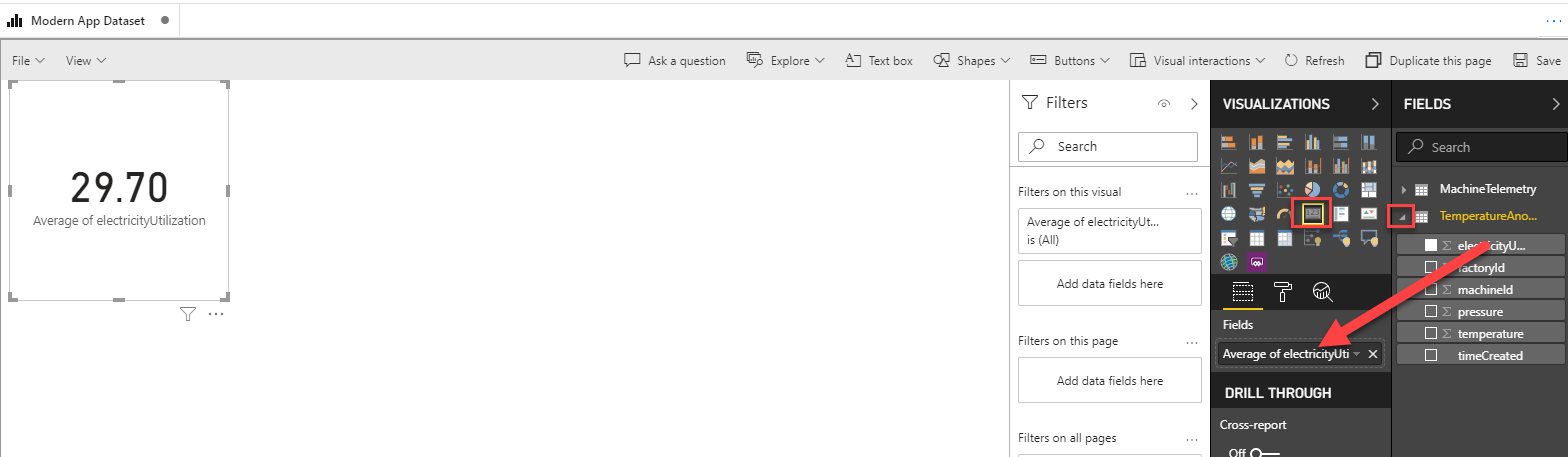 Modern App Dataset
File
View
Ask a question
Explore
Text box
Shapes
Buttons
Visual interactions
Refresh
Duplicate this page
Save
29.70
Average of electricityUtilization
Filters
Search
Filters on this visual
Average of electricityUt...
is (All)
Add data fields here
Filters on this page
Add data fields here
Filters on all pages
VISUALIZATIONS
Fields
Average of electricityUti
DRILL THROUGH
Cross-report
Off
FIELDS
Search
MachineTelemetry
TemperatureAno...
electricityU...
factoryId
machineId
pressure
temperature
timeCreated